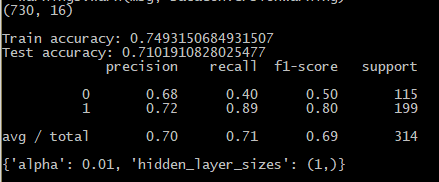 (730, 16)
Train accuracy: 0.7493150684931507
Test accuracy: 0.7101910828025477
precision recall f1-score support
0 0.68 0.40 0.50 115
1 0.72 0.89 0.80 199
avg / total 0.70 0.71 0.69 314
{'alpha': 0.01, 'hidden_layer_sizes': (1,)}